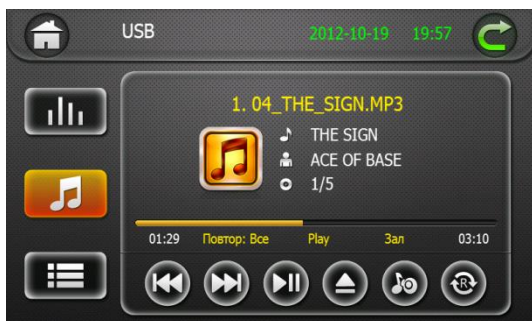 USB 2012-10-19 19:57
1. 04_THE_SIGN.MP3
THE SIGN
ACE OF BASE
1/5
01:29 Повтор: Все Play Зал 03:10
R